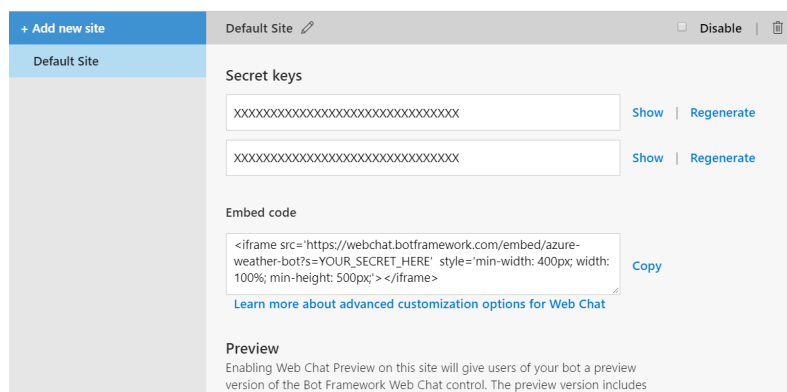 + Add new site
Default Site
Disable |
Default Site
Secret keys
XXXXXXXXXXXXXXXXXXXXXXXXXXXXXXX
Show | Regenerate
XXXXXXXXXXXXXXXXXXXXXXXXXXXXXXX
Show | Regenerate
Embed code
<iframe src='https://webchat.botframework.com/embed/azure-
weather-bot?s=YOUR_SECRET_HERE'  style='min-width: 400px; width:
100%; min-height: 500px;'></iframe>
Copy
Learn more about advanced customization options for Web Chat
Preview
Enabling Web Chat Preview on this site will give users of your bot a preview
version of the Bot Framework Web Chat control. The preview version includes